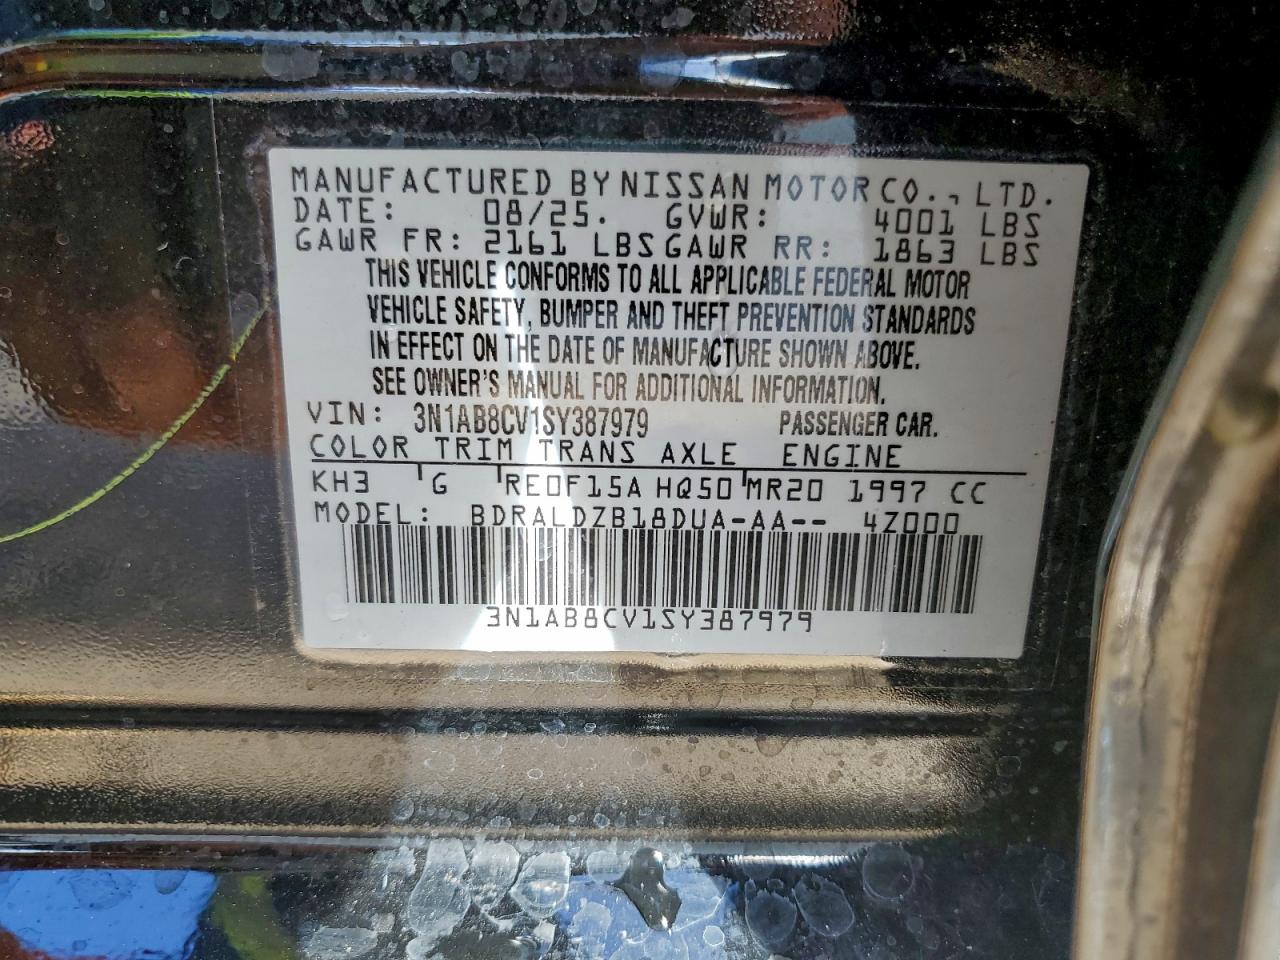 MANUFACTURED BY NISSAN MOTOR CO., LTD.
DATE: 08/25. GVWR: 4001 LBS
GAWR FR: 2161 LBS GAWR RR: 1863 LBS
THIS VEHICLE CONFORMS TO ALL APPLICABLE FEDERAL MOTOR
VEHICLE SAFETY, BUMPER AND THEFT PREVENTION STANDARDS
IN EFFECT ON THE DATE OF MANUFACTURE SHOWN ABOVE.
SEE OWNER'S MANUAL FOR ADDITIONAL INFORMATION.
VIN: 3N1AB8CV1SY387979 PASSENGER CAR.
COLOR TRIM TRANS AXLE ENGINE
KH3 G RE0F15A HQ50 MR20 1997 CC
MODEL: BDRALDZB18DUA-AA-- 4Z000
3N1AB8CV1SY387979